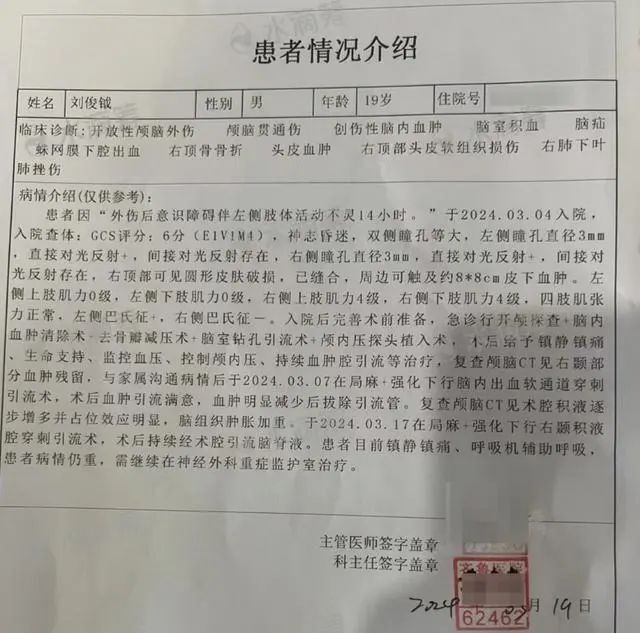 水滴筹
患者情况介绍
姓名 刘俊钺 性别 男 年龄 19岁 住院号
临床诊断:开放性颅脑外伤 颅脑贯通伤 创伤性脑内血肿 脑室积血 脑疝
蛛网膜下腔出血 右顶骨骨折 头皮血肿 右顶部头皮软组织损伤 右肺下叶
肺挫伤
病情介绍(仅供参考):
患者因“外伤后意识障碍伴左侧肢体活动不灵14小时。”于2024.03.04入院,
入院查体:GCS评分:6分(E1V1M4),神志昏迷,双侧瞳孔等大,左侧瞳孔直径3mm
,直接对光反射+,间接对光反射存在,右侧瞳孔直径3mm,直接对光反射+,间接对
光反射存在,右顶部可见圆形皮肤破损,已缝合,周边可触及约8*8cm皮下血肿。左
侧上肢肌力0级,左侧下肢肌力0级,右侧上肢肌力4级,右侧下肢肌力4级,四肢肌张
力正常,左侧巴氏征+,右侧巴氏征-。入院后完善术前准备,急诊行开颅探查+脑内
血肿清除术+去骨瓣减压术+脑室钻孔引流术+颅内压探头植入术,术后给予镇静镇痛
、生命支持、监控血压、控制颅内压、持续血肿腔引流等治疗,复查颅脑CT见右颞部
分血肿残留,与家属沟通病情后于2024.03.07在局麻+强化下行脑内出血软通道穿刺
引流术,术后血肿引流满意,血肿明显减少后拔除引流管。复查颅脑CT见术腔积液逐
步增多并占位效应明显,脑组织肿胀加重。于2024.03.17在局麻+强化下行右颞积液
腔穿刺引流术,术后持续经术腔引流脑脊液。患者目前镇静镇痛、呼吸机辅助呼吸,
患者病情仍重,需继续在神经外科重症监护室治疗。
主管医师签字盖章
科主任签字盖章
齐鲁医院
62462
2024 03月19日